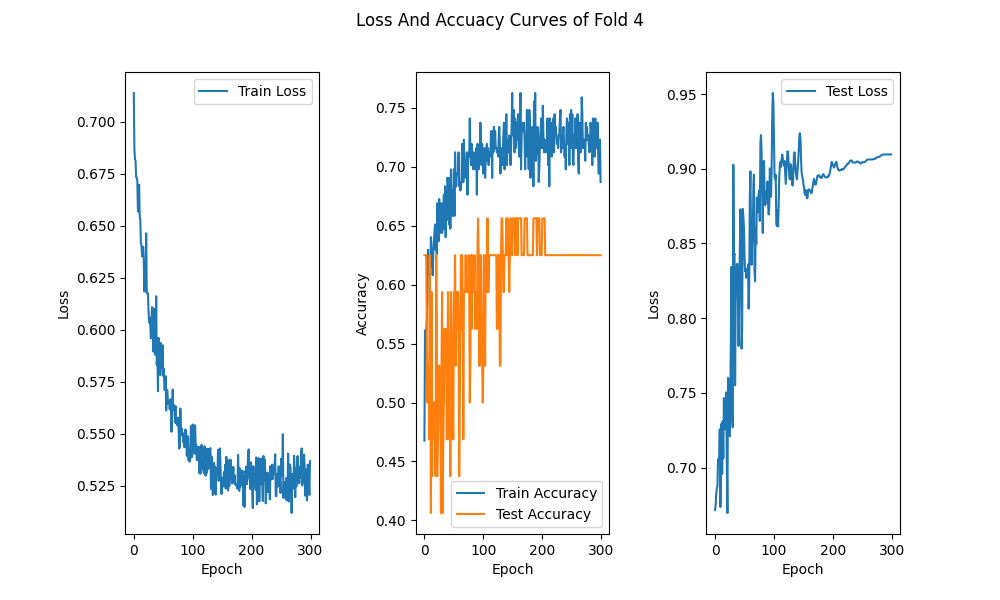 Loss And Accuacy Curves of Fold 4
Train Loss
0.700
0.675
0.650
0.625
0.600
0.575
0.550
0.525
Loss
0 100 200 300
Epoch
0.75
0.70
0.65
0.60
0.55
0.50
0.45
0.40
Accuracy
Train Accuracy
Test Accuracy
0 100 200 300
Epoch
Test Loss
0.95
0.90
0.85
0.80
0.75
0.70
Loss
0 100 200 300
Epoch